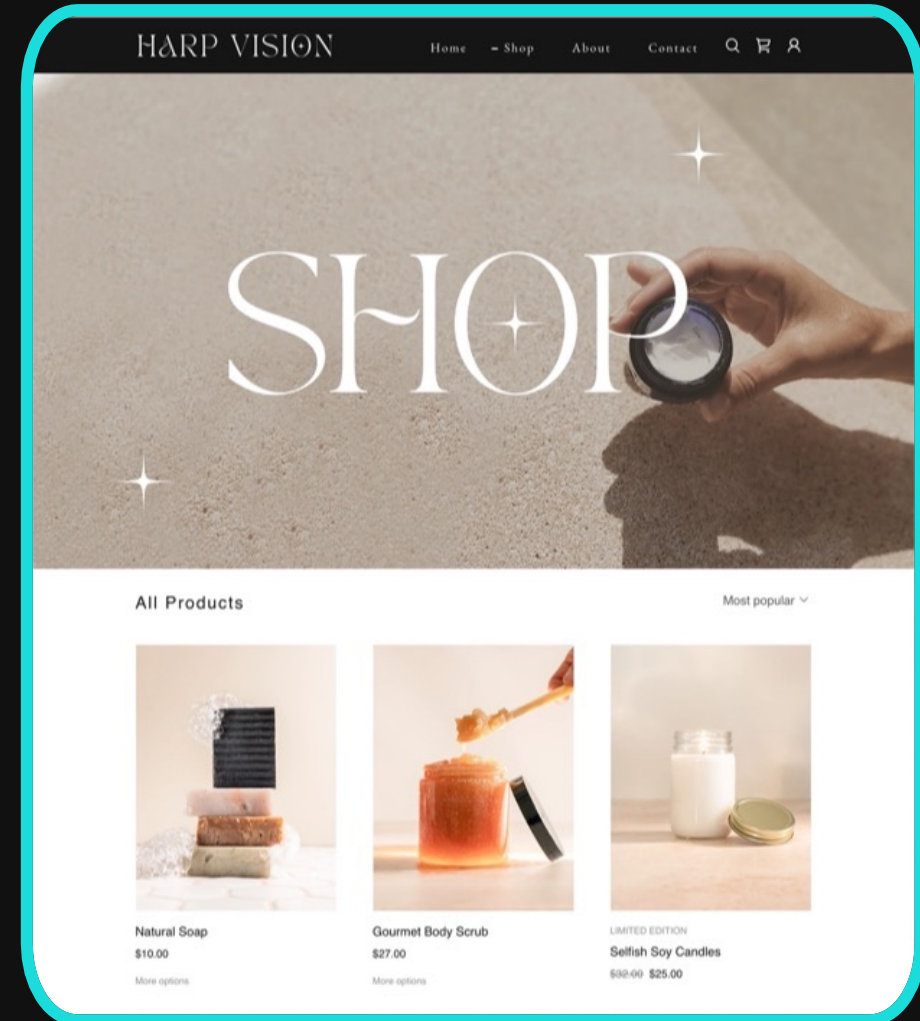 HARP VISION
Home – Shop About Contact
SHOP
All Products
Most popular
Natural Soap
$10.00
More options
Gourmet Body Scrub
$27.00
More options
LIMITED EDITION
Selfish Soy Candles
$32.00 $25.00